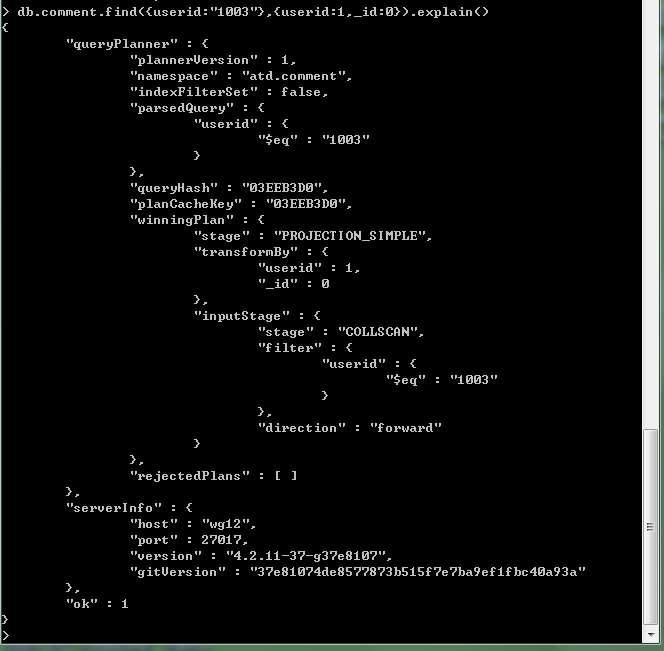 > db.comment.find({userid:"1003"},{userid:1,_id:0}).explain()
{
        "queryPlanner" : {
                "plannerVersion" : 1,
                "namespace" : "atd.comment",
                "indexFilterSet" : false,
                "parsedQuery" : {
                        "userid" : {
                                "$eq" : "1003"
                        }
                },
                "queryHash" : "03EEB3D0",
                "planCacheKey" : "03EEB3D0",
                "winningPlan" : {
                        "stage" : "PROJECTION_SIMPLE",
                        "transformBy" : {
                                "userid" : 1,
                                "_id" : 0
                        },
                        "inputStage" : {
                                "stage" : "COLLSCAN",
                                "filter" : {
                                        "userid" : {
                                                "$eq" : "1003"
                                        }
                                },
                                "direction" : "forward"
                        }
                },
                "rejectedPlans" : [ ]
        },
        "serverInfo" : {
                "host" : "wg12",
                "port" : 27017,
                "version" : "4.2.11-37-g37e8107",
                "gitVersion" : "37e81074de8577873b515f7e7ba9ef1fbc40a93a"
        },
        "ok" : 1
}
>